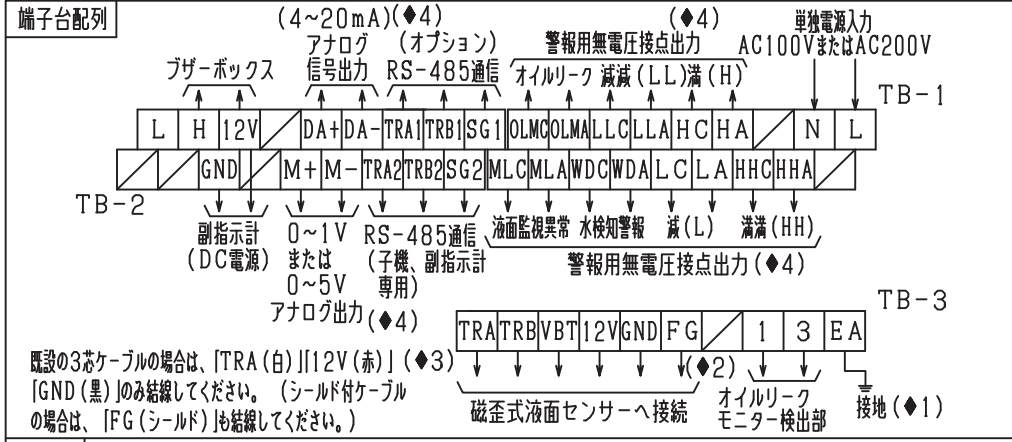 端子台配列
(4~20mA)(◆4)
アナログ
信号出力
(オプション)
RS-485通信
ブザーボックス
(◆4)
警報用無電圧接点出力
オイルリーク 減減(LL)満(H)
単独電源入力
AC100VまたはAC200V
TB-1
L H 12V DA+ DA- TRA1 TRB1 SG1 OLMC OLMA LLC LLA HC HA N L
GND M+ M- TRA2 TRB2 SG2 MLC MLA WDC WDA LC LA HHC HHA
TB-2
副指示計
(DC電源)
0~1V
または
0~5V
アナログ出力(◆4)
RS-485通信
(子機、副指示計
専用)
液面監視異常 水検知警報 減(L) 満満(HH)
警報用無電圧接点出力(◆4)
TB-3
TRA TRB VBT 12V GND FG 1 3 EA
既設の3芯ケーブルの場合は、「TRA(白)」「12V(赤)」(◆3)
「GND(黒)」のみ結線してください。 (シールド付ケーブル
の場合は、「FG(シールド)」も結線してください。)
(◆2)
磁歪式液面センサーへ接続
オイルリーク
モニター検出部
接地(◆1)